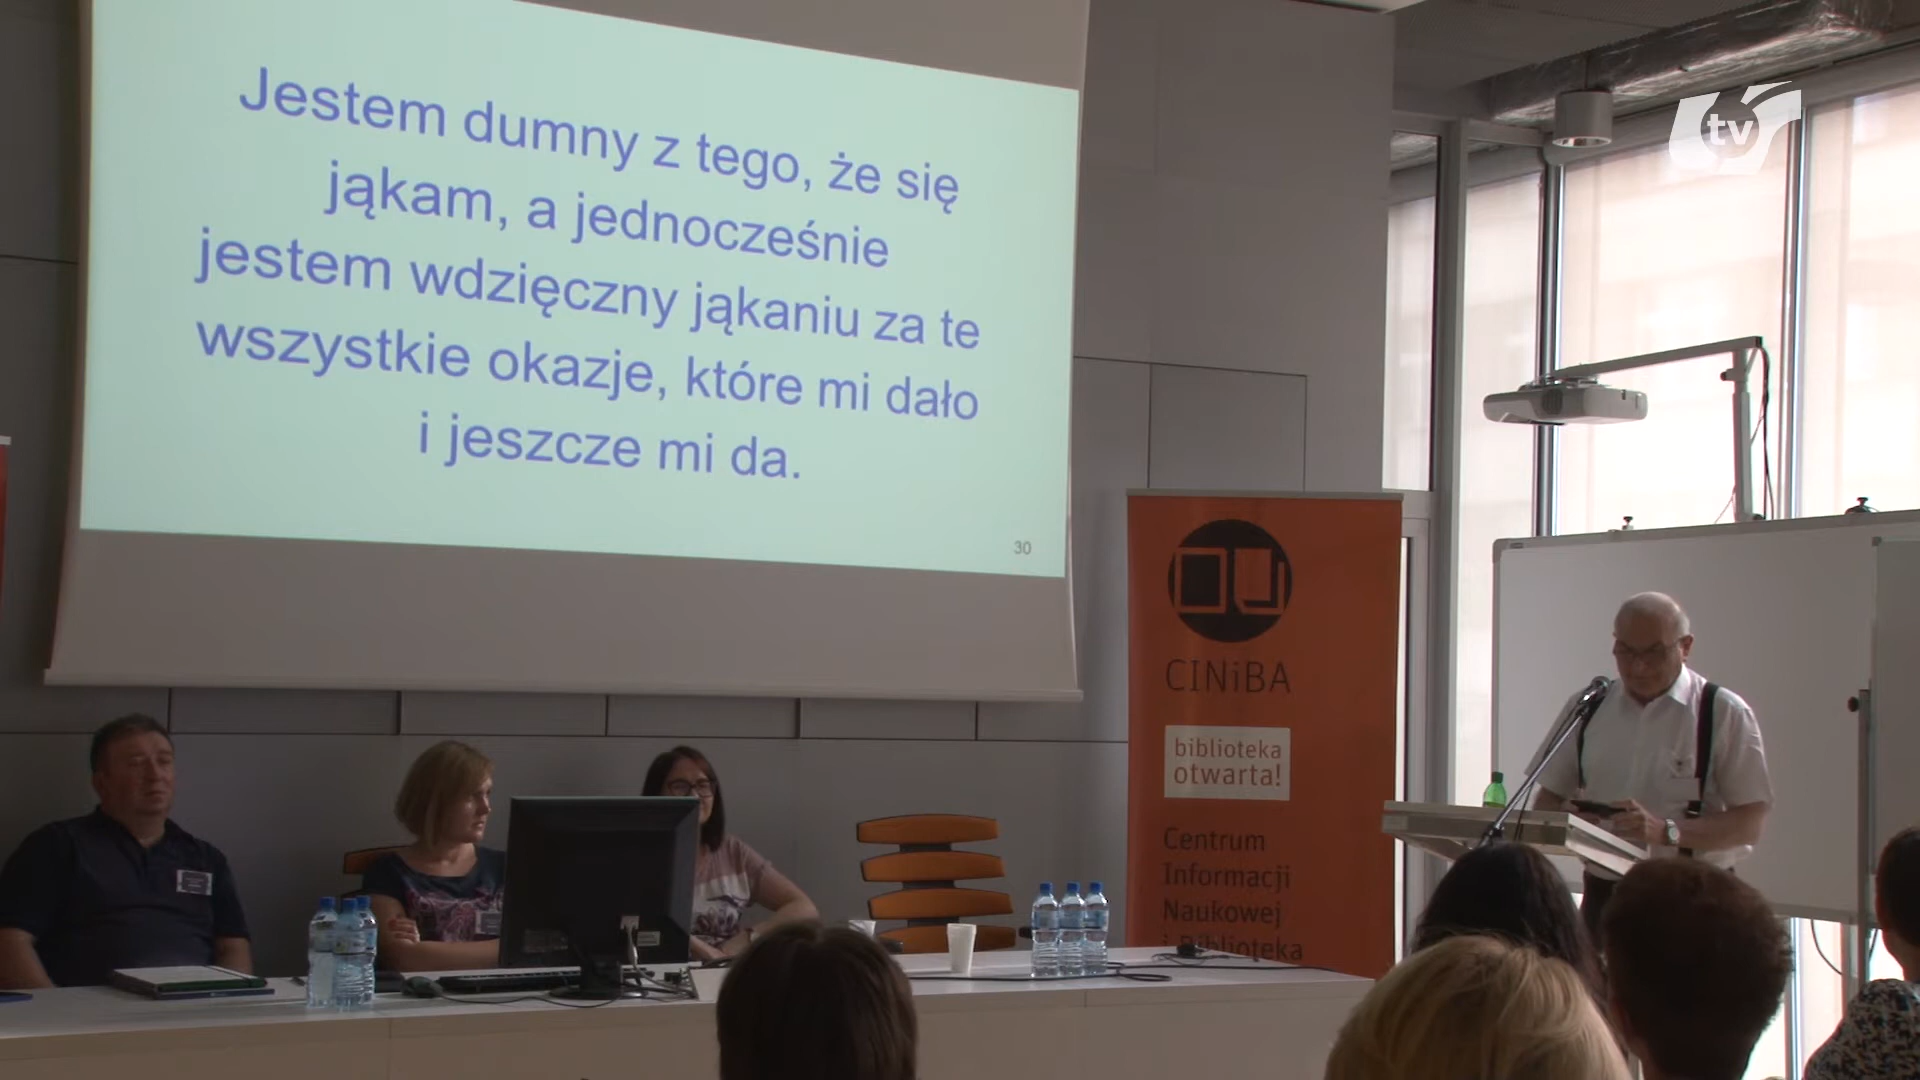 Jestem dumny z tego, że się
jąkam, a jednocześnie
jestem wdzięczny jąkaniu za te
wszystkie okazje, które mi dało
i jeszcze mi da.
30
tv
CINiBA
biblioteka
otwarta!
Centrum
Informacji
Naukowej
i Biblioteka